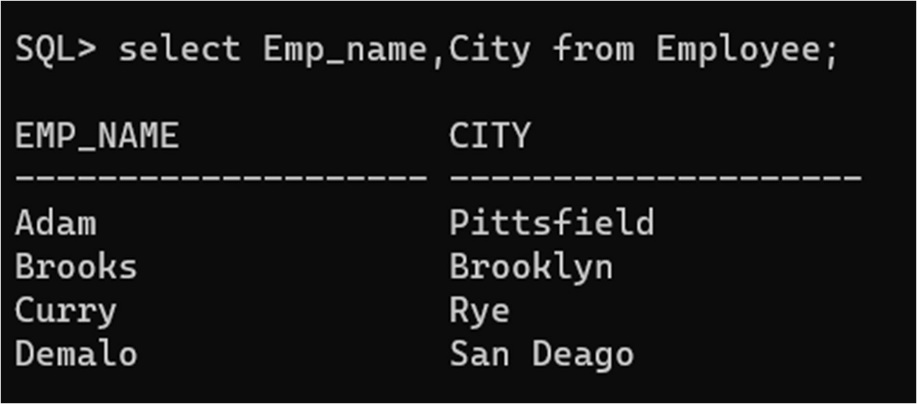 SQL> select Emp_name,City from Employee;
EMP_NAME CITY
-------------------- --------------------
Adam Pittsfield
Brooks Brooklyn
Curry Rye
Demalo San Deago